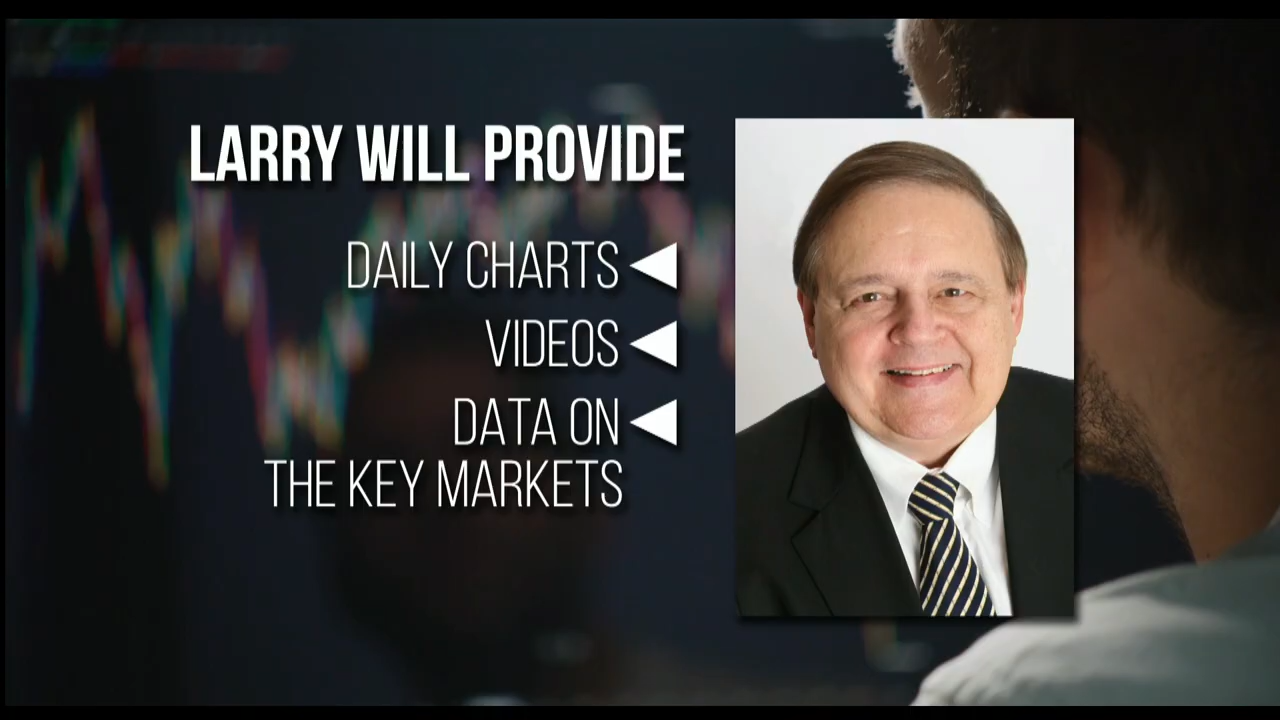 LARRY WILL PROVIDE
DAILY CHARTS
VIDEOS
DATA ON
THE KEY MARKETS